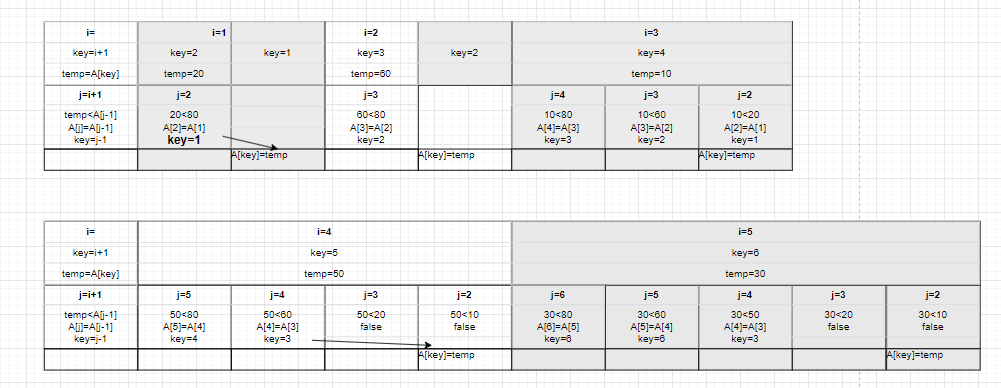 i= i=1 i=2 i=3
key=i+1 key=2 key=1 key=3 key=2 key=4
temp=A[key] temp=20 temp=60 temp=10
j=i+1 j=2 j=3 j=4 j=3 j=2
temp<A[j-1] 20<80 60<80 10<80 10<60 10<20
A[j]=A[j-1] A[2]=A[1] A[3]=A[2] A[4]=A[3] A[3]=A[2] A[2]=A[1]
key=j-1 key=1 key=2 key=3 key=2 key=1
A[key]=temp A[key]=temp A[key]=temp
i= i=4 i=5
key=i+1 key=5 key=6
temp=A[key] temp=50 temp=30
j=i+1 j=5 j=4 j=3 j=2 j=6 j=5 j=4 j=3 j=2
temp<A[j-1] 50<80 50<60 50<20 50<10 30<80 30<60 30<50 30<20 30<10
A[j]=A[j-1] A[5]=A[4] A[4]=A[3] false false A[6]=A[5] A[5]=A[4] A[4]=A[3] false false
key=j-1 key=4 key=3 key=6 key=6 key=3
A[key]=temp A[key]=temp